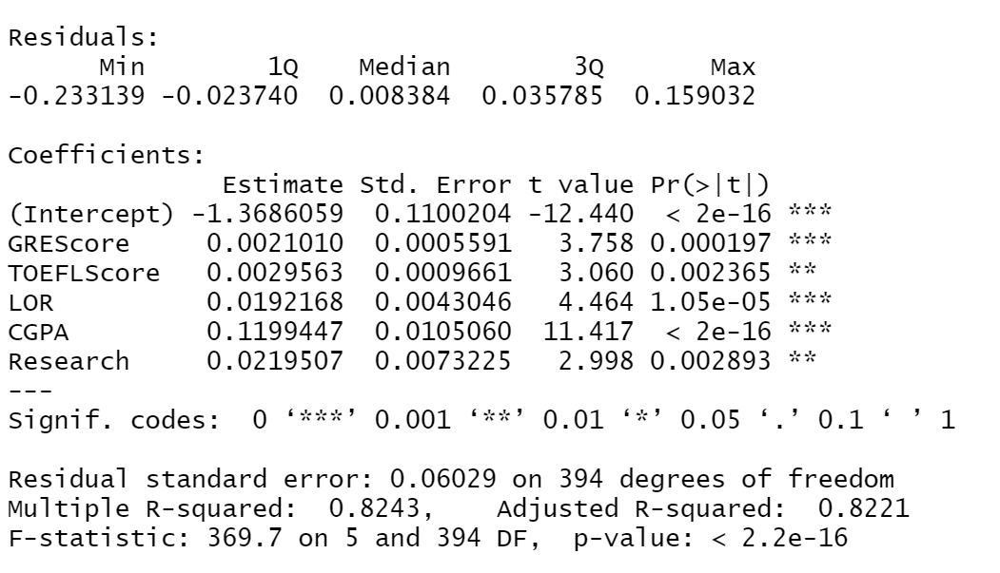 Residuals:
      Min        1Q    Median        3Q       Max
-0.233139 -0.023740  0.008384  0.035785  0.159032
Coefficients:
              Estimate Std. Error t value Pr(>|t|)
(Intercept) -1.3686059  0.1100204 -12.440  < 2e-16 ***
GREScore     0.0021010  0.0005591   3.758 0.000197 ***
TOEFLScore   0.0029563  0.0009661   3.060 0.002365 **
LOR          0.0192168  0.0043046   4.464 1.05e-05 ***
CGPA         0.1199447  0.0105060  11.417  < 2e-16 ***
Research     0.0219507  0.0073225   2.998 0.002893 **
---
Signif. codes:  0 ‘***’ 0.001 ‘**’ 0.01 ‘*’ 0.05 ‘.’ 0.1 ‘ ’ 1
Residual standard error: 0.06029 on 394 degrees of freedom
Multiple R-squared:  0.8243,    Adjusted R-squared:  0.8221
F-statistic: 369.7 on 5 and 394 DF,  p-value: < 2.2e-16